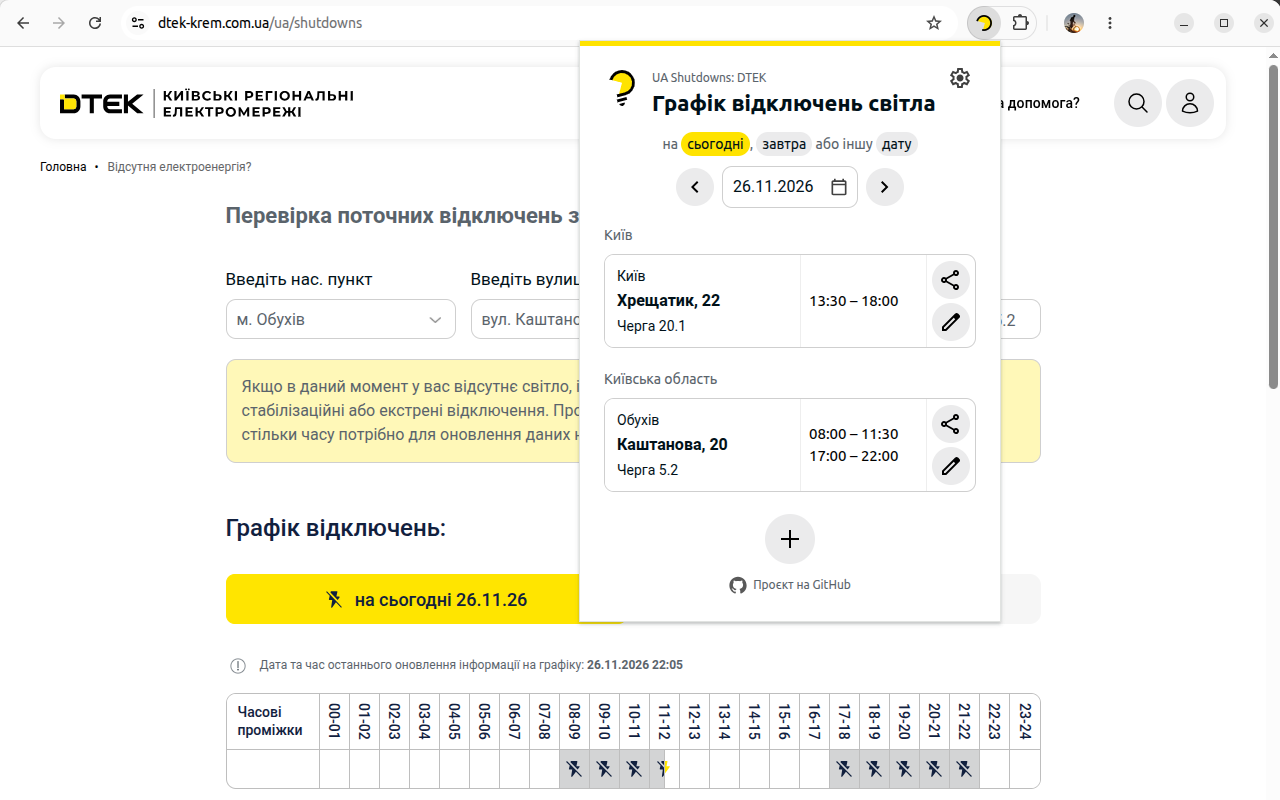 dtek-krem.com.ua/ua/shutdowns
DTEK
КИЇВСЬКІ РЕГІОНАЛЬНІ
ЕЛЕКТРОМЕРЕЖІ
допомога?
Головна • Відсутня електроенергія?
Перевірка поточних відключень
Введіть нас. пункт
Введіть
м. Обухів
вул.
5.2
Якщо в даний момент у вас відсутнє світло,
стабілізаційні або екстрені відключення.
стільки часу потрібно для оновлення даних
Графік відключень:
на сьогодні 26.11.26
Дата та час останнього оновлення інформації на графіку: 26.11.2026 22:05
Часові
проміжки
00-01 01-02 02-03 03-04 04-05 05-06 06-07 07-08 08-09 09-10 10-11 11-12 12-13 13-14 14-15 15-16 16-17 17-18 18-19 19-20 20-21 21-22 22-23 23-24
UA Shutdowns: DTEK
Графік відключень світла
на сьогодні, завтра або іншу дату
26.11.2026
Київ
Київ
Хрещатик, 22
Черга 20.1
13:30 – 18:00
Київська область
Обухів
Каштанова, 20
Черга 5.2
08:00 – 11:30
17:00 – 22:00
Проєкт на GitHub